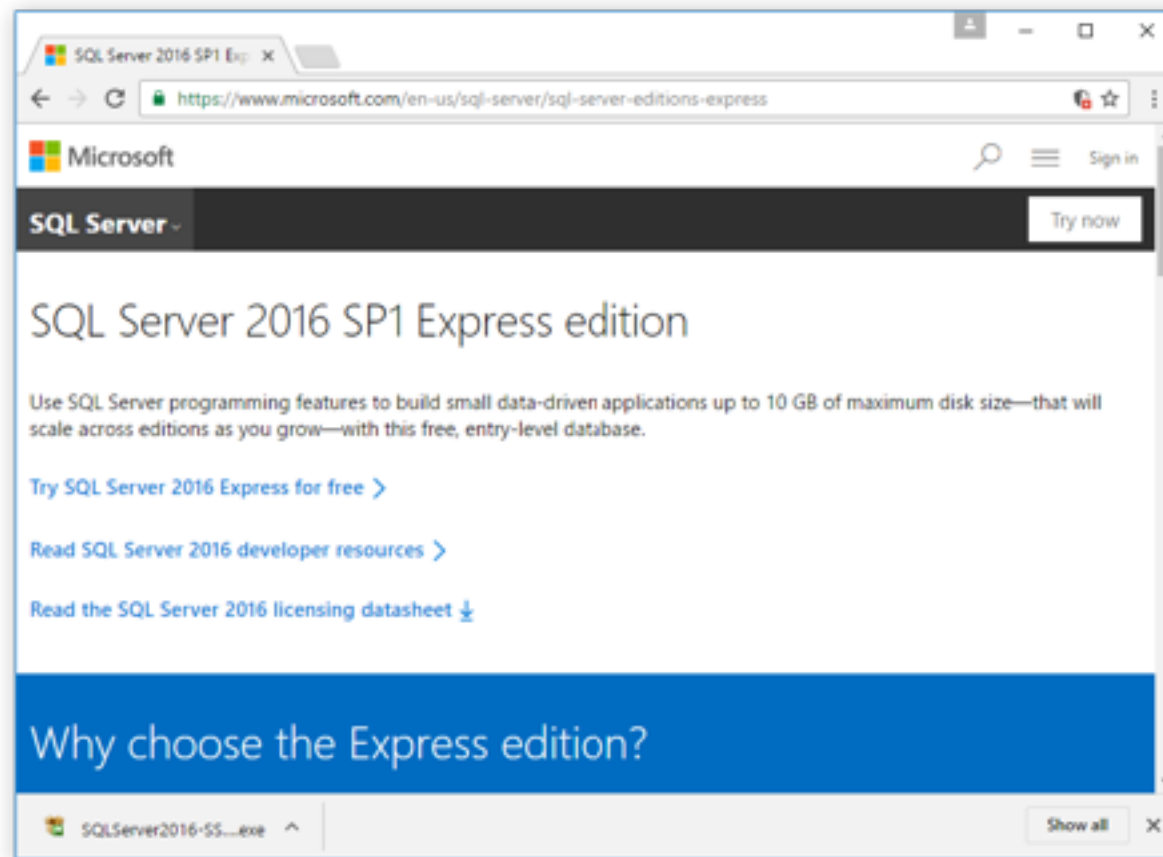 SQL Server 2016 SP1 Exp
https://www.microsoft.com/en-us/sql-server/sql-server-editions-express
Microsoft
Sign in
SQL Server
Try now
SQL Server 2016 SP1 Express edition
Use SQL Server programming features to build small data-driven applications up to 10 GB of maximum disk size—that will
scale across editions as you grow—with this free, entry-level database.
Try SQL Server 2016 Express for free
Read SQL Server 2016 developer resources
Read the SQL Server 2016 licensing datasheet
Why choose the Express edition?
SQLServer2016-SS....exe
Show all